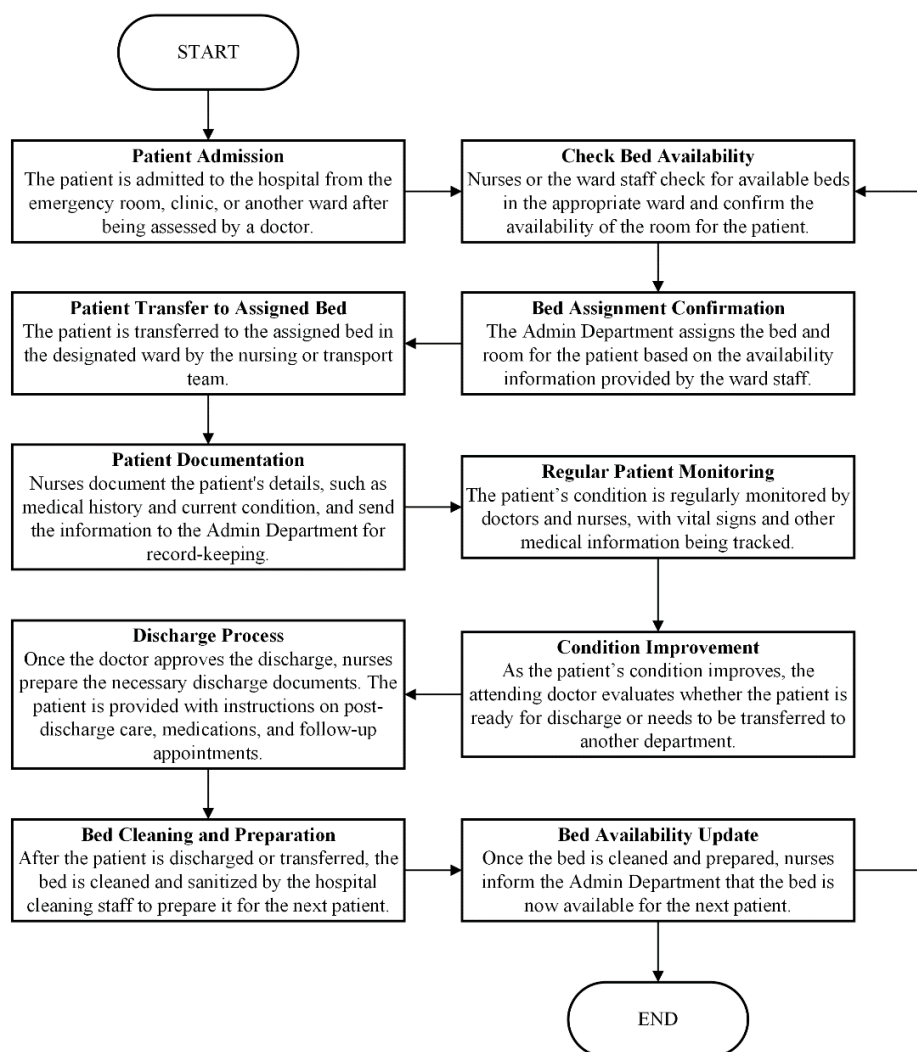 START
Patient Admission
The patient is admitted to the hospital from the
emergency room, clinic, or another ward after
being assessed by a doctor.
Check Bed Availability
Nurses or the ward staff check for available beds
in the appropriate ward and confirm the
availability of the room for the patient.
Bed Assignment Confirmation
The Admin Department assigns the bed and
room for the patient based on the availability
information provided by the ward staff.
Patient Transfer to Assigned Bed
The patient is transferred to the assigned bed in
the designated ward by the nursing or transport
team.
Patient Documentation
Nurses document the patient's details, such as
medical history and current condition, and send
the information to the Admin Department for
record-keeping.
Regular Patient Monitoring
The patient’s condition is regularly monitored by
doctors and nurses, with vital signs and other
medical information being tracked.
Condition Improvement
As the patient’s condition improves, the
attending doctor evaluates whether the patient is
ready for discharge or needs to be transferred to
another department.
Discharge Process
Once the doctor approves the discharge, nurses
prepare the necessary discharge documents. The
patient is provided with instructions on post-
discharge care, medications, and follow-up
appointments.
Bed Cleaning and Preparation
After the patient is discharged or transferred, the
bed is cleaned and sanitized by the hospital
cleaning staff to prepare it for the next patient.
Bed Availability Update
Once the bed is cleaned and prepared, nurses
inform the Admin Department that the bed is
now available for the next patient.
END